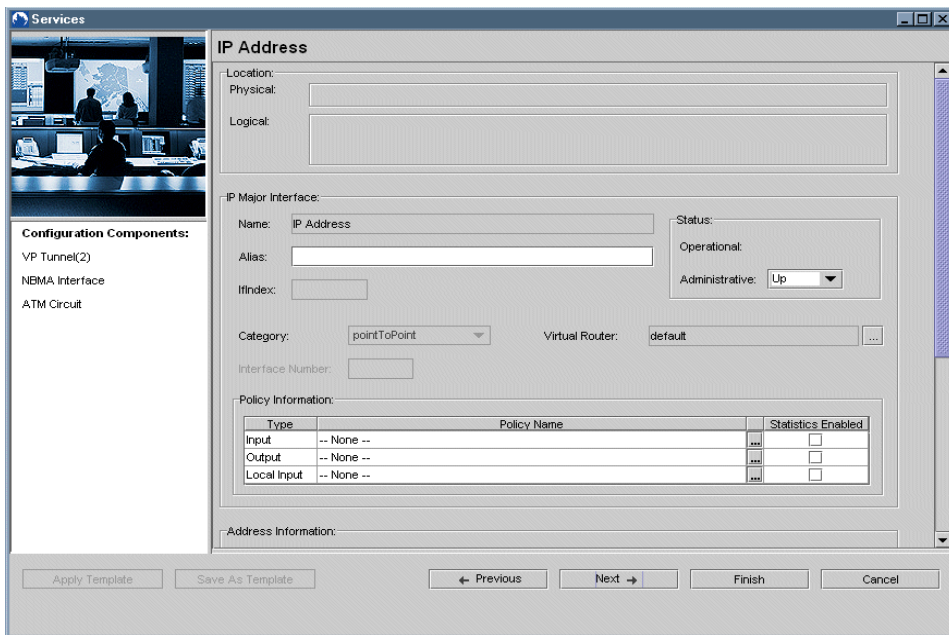 Services
IP Address
Location:
Physical:
Logical:
IP Major Interface:
Name: IP Address
Alias:
IfIndex:
Status:
Operational:
Administrative: Up
Category: pointToPoint Virtual Router: default ...
Interface Number:
Policy Information:
Type Policy Name Statistics Enabled
Input -- None -- ...
Output -- None -- ...
Local Input -- None -- ...
Address Information:
Configuration Components:
VP Tunnel(2)
NBMA Interface
ATM Circuit
Apply Template Save As Template Previous Next Finish Cancel